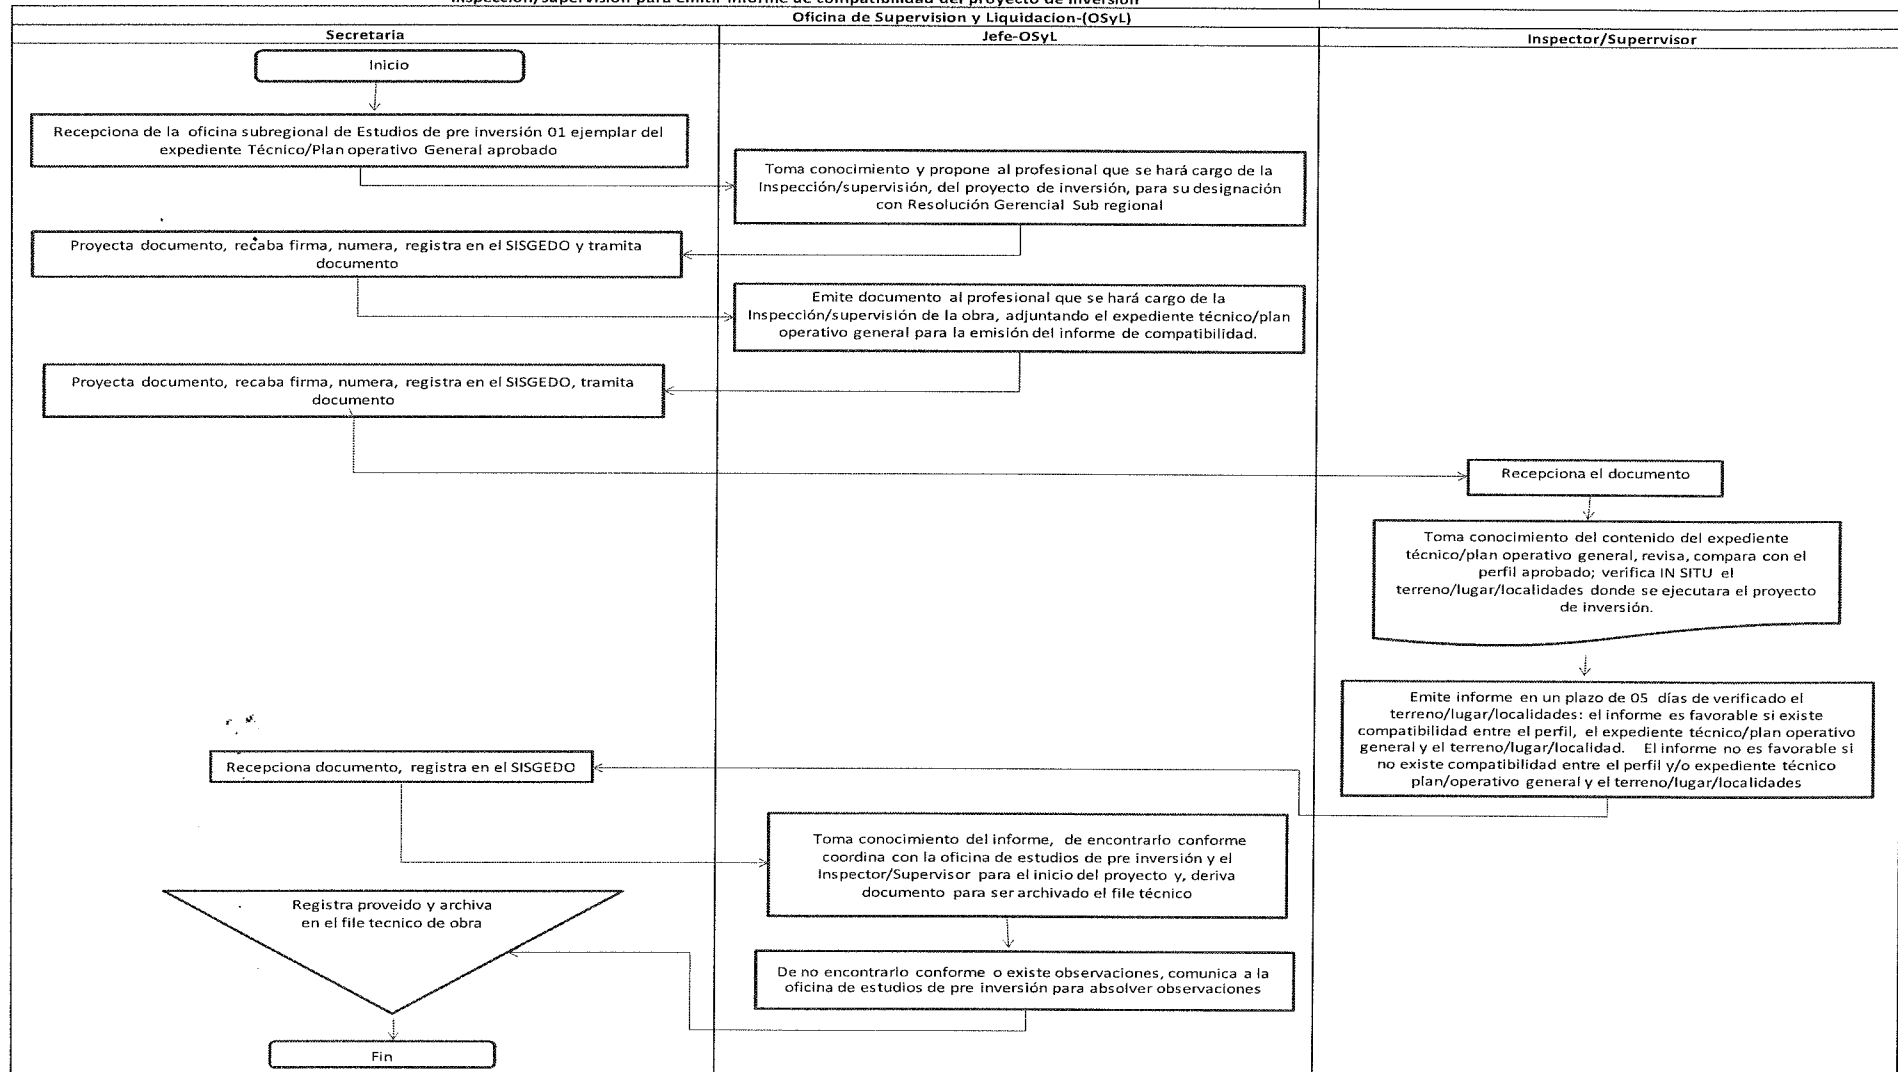 Inspección/supervisión para emitir informe de compatibilidad del proyecto de inversión
Oficina de Supervision y Liquidacion-(OSyL)
Secretaria
Jefe-OSyL
Inspector/Superrvisor
Inicio
Recepciona de la oficina subregional de Estudios de pre inversión 01 ejemplar del
expediente Técnico/Plan operativo General aprobado
Toma conocimiento y propone al profesional que se hará cargo de la
Inspección/supervisión, del proyecto de inversión, para su designación
con Resolución Gerencial Sub regional
Proyecta documento, recaba firma, numera, registra en el SISGEDO y tramita
documento
Emite documento al profesional que se hará cargo de la
Inspección/supervisión de la obra, adjuntando el expediente técnico/plan
operativo general para la emisión del informe de compatibilidad.
Proyecta documento, recaba firma, numera, registra en el SISGEDO, tramita
documento
Recepciona el documento
Toma conocimiento del contenido del expediente
técnico/plan operativo general, revisa, compara con el
perfil aprobado; verifica IN SITU el
terreno/lugar/localidades donde se ejecutara el proyecto
de inversión.
Emite informe en un plazo de 05 días de verificado el
terreno/lugar/localidades: el informe es favorable si existe
compatibilidad entre el perfil, el expediente técnico/plan operativo
general y el terreno/lugar/localidad. El informe no es favorable si
no existe compatibilidad entre el perfil y/o expediente técnico
plan/operativo general y el terreno/lugar/localidades
Recepciona documento, registra en el SISGEDO
Toma conocimiento del informe, de encontrarlo conforme
coordina con la oficina de estudios de pre inversión y el
Inspector/Supervisor para el inicio del proyecto y, deriva
documento para ser archivado el file técnico
Registra proveido y archiva
en el file tecnico de obra
De no encontrarlo conforme o existe observaciones, comunica a la
oficina de estudios de pre inversión para absolver observaciones
Fin